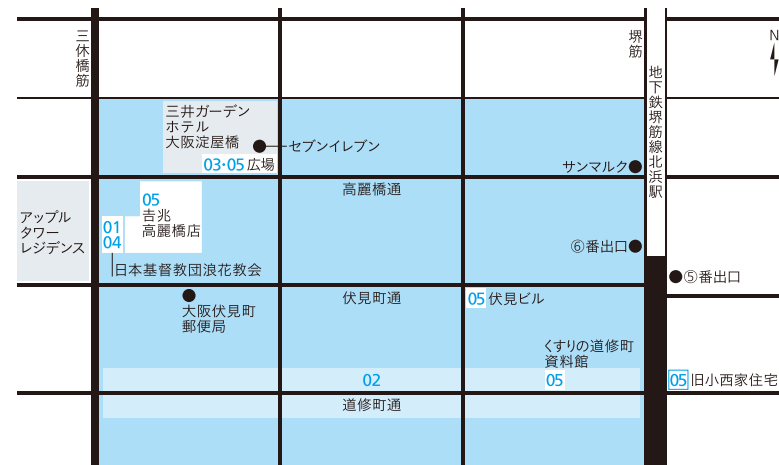 三休橋筋
堺筋
N
地下鉄堺筋線北浜駅
三井ガーデン
ホテル
大阪淀屋橋
セブンイレブン
03・05 広場
サンマルク
高麗橋通
05
吉兆
高麗橋店
アップル
タワー
レジデンス
01
04
日本基督教団浪花教会
⑥番出口
⑤番出口
伏見町通
05 伏見ビル
大阪伏見町
郵便局
くすりの道修町
資料館
05
02
05 旧小西家住宅
道修町通